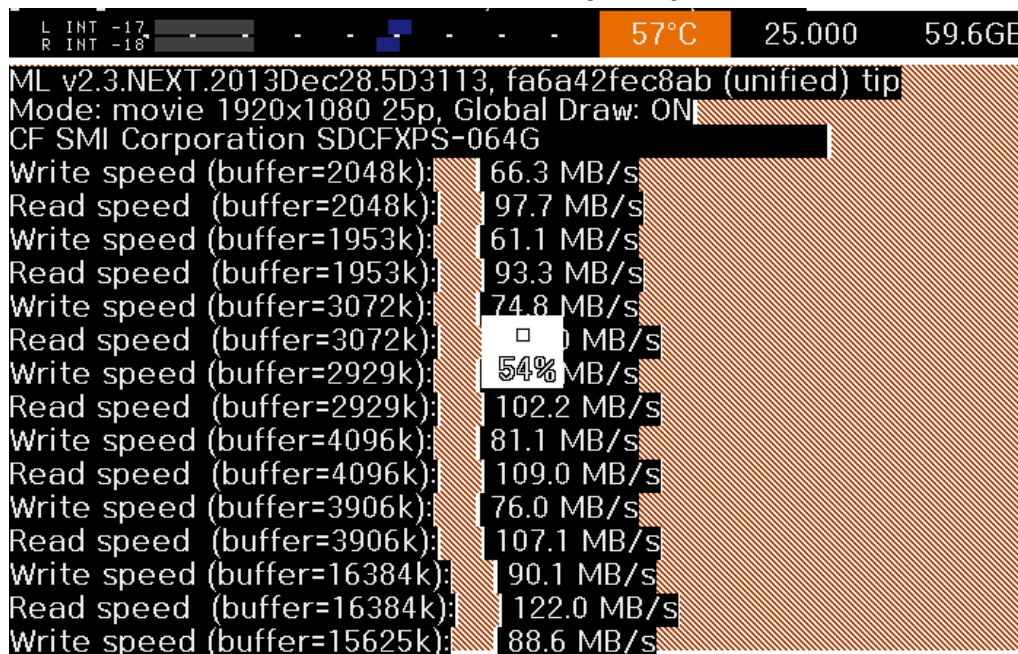 L INT -17
R INT -18
57°C 25.000 59.6GB
ML v2.3.NEXT.2013Dec28.5D3113, fa6a42fec8ab (unified) tip
Mode: movie 1920x1080 25p, Global Draw: ON
CF SMI Corporation SDCFXPS-064G
Write speed (buffer=2048k): 66.3 MB/s
Read speed (buffer=2048k): 97.7 MB/s
Write speed (buffer=1953k): 61.1 MB/s
Read speed (buffer=1953k): 93.3 MB/s
Write speed (buffer=3072k): 74.8 MB/s
Read speed (buffer=3072k): MB/s
54%
Write speed (buffer=2929k): MB/s
Read speed (buffer=2929k): 102.2 MB/s
Write speed (buffer=4096k): 81.1 MB/s
Read speed (buffer=4096k): 109.0 MB/s
Write speed (buffer=3906k): 76.0 MB/s
Read speed (buffer=3906k): 107.1 MB/s
Write speed (buffer=16384k): 90.1 MB/s
Read speed (buffer=16384k): 122.0 MB/s
Write speed (buffer=15625k): 88.6 MB/s